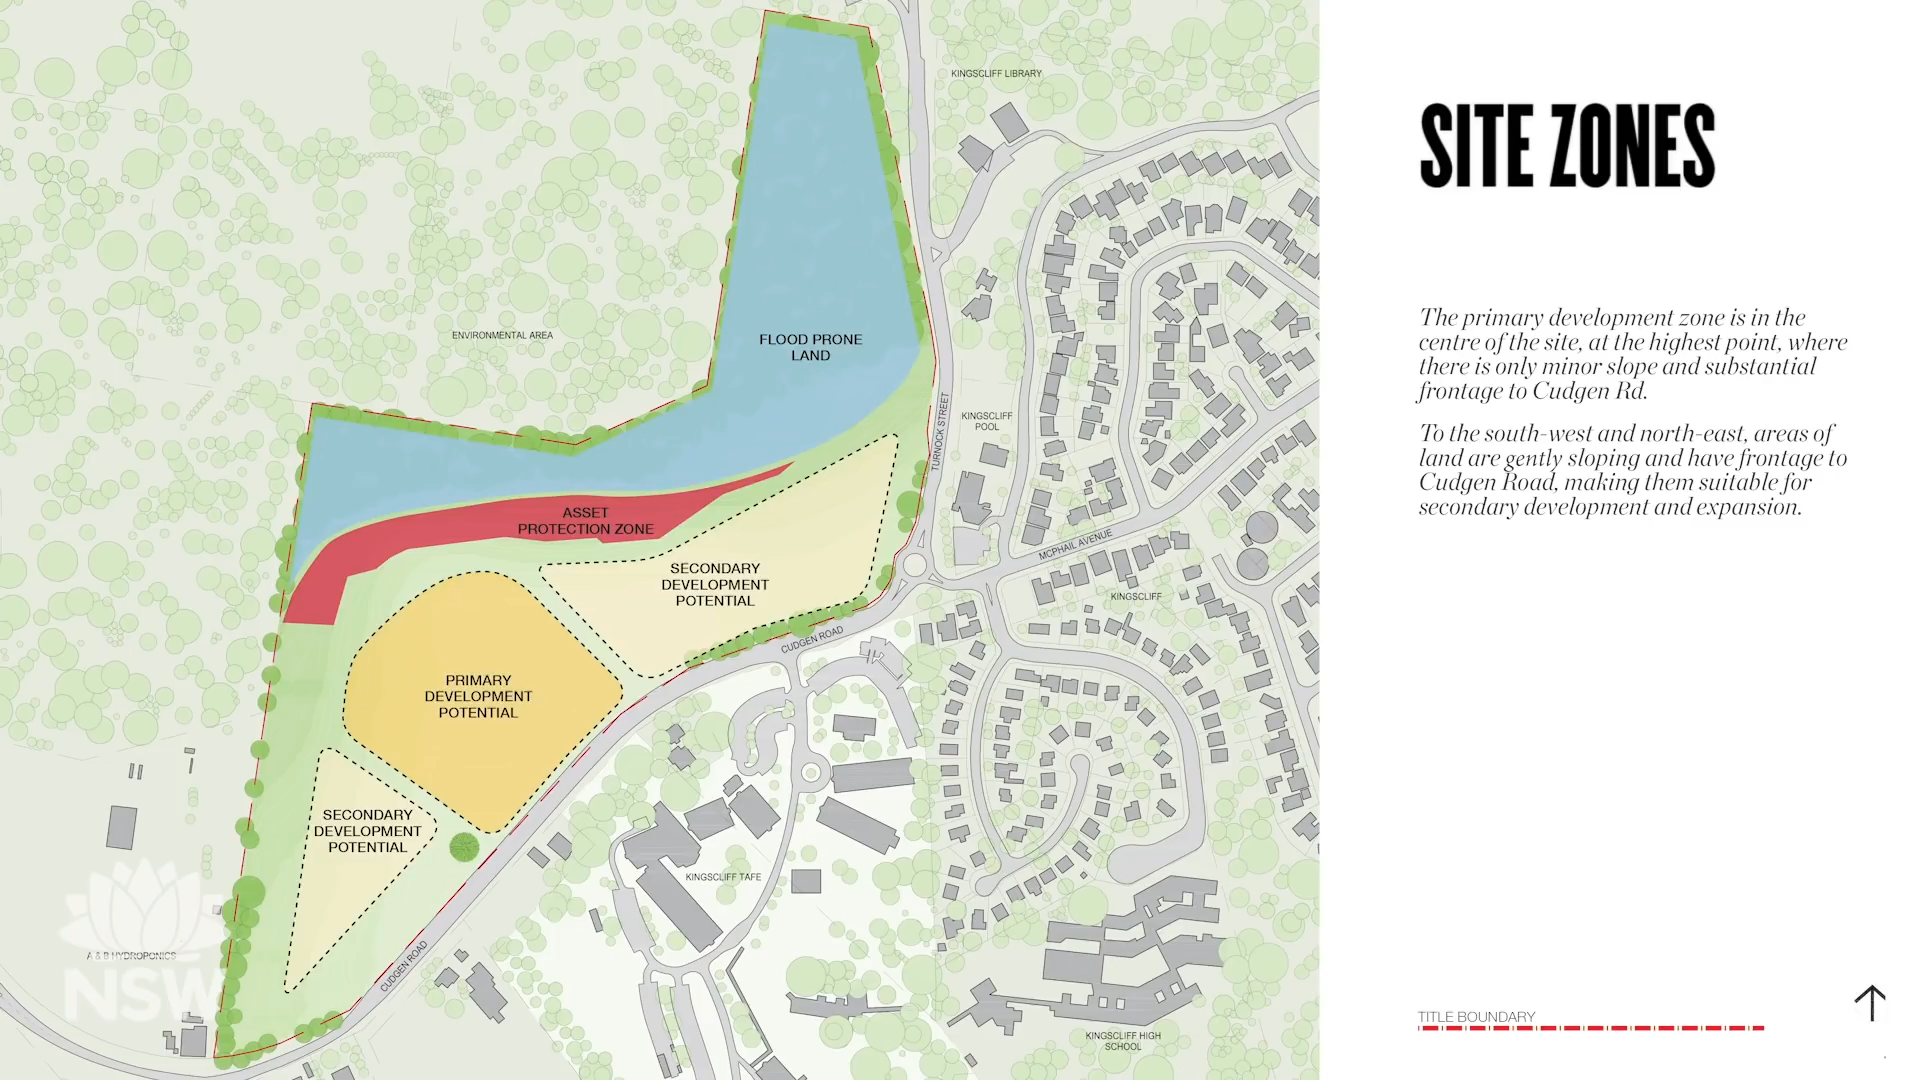 SITE ZONES
The primary development zone is in the
centre of the site, at the highest point, where
there is only minor slope and substantial
frontage to Cudgen Rd.
To the south-west and north-east, areas of
land are gently sloping and have frontage to
Cudgen Road, making them suitable for
secondary development and expansion.
TITLE BOUNDARY
KINGSCLIFF LIBRARY
ENVIRONMENTAL AREA
FLOOD PRONE
LAND
TURNOCK STREET
KINGSCLIFF
POOL
ASSET
PROTECTION ZONE
MCPHAIL AVENUE
SECONDARY
DEVELOPMENT
POTENTIAL
KINGSCLIFF
CUDGEN ROAD
PRIMARY
DEVELOPMENT
POTENTIAL
SECONDARY
DEVELOPMENT
POTENTIAL
KINGSCLIFF TAFE
A & B HYDROPONICS
CUDGEN ROAD
NSW
KINGSCLIFF HIGH
SCHOOL